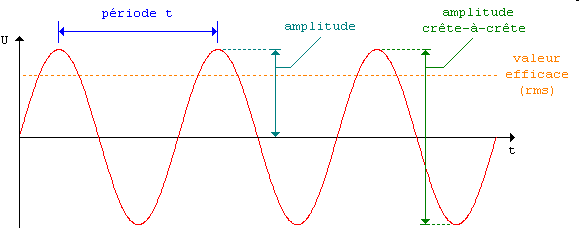 période t
amplitude
amplitude
crête-à-crête
U
valeur
efficace
(rms)
t